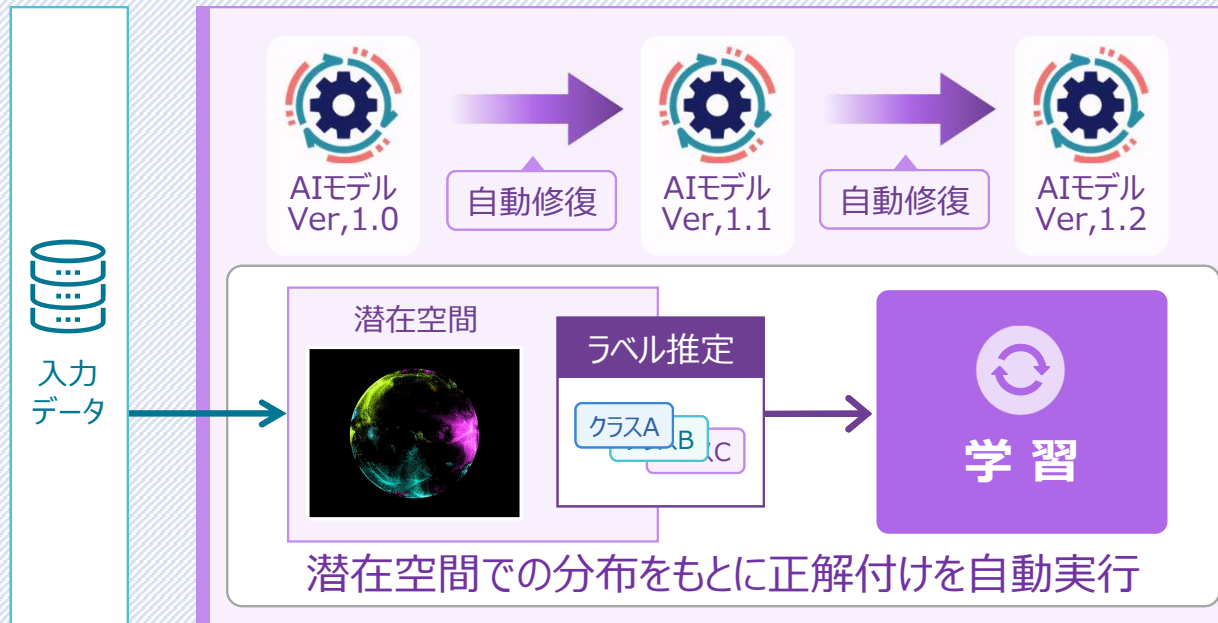 AIモデル
Ver,1.0
自動修復
AIモデル
Ver,1.1
自動修復
AIモデル
Ver,1.2
入力
データ
潜在空間
ラベル推定
クラスA
B
C
学習
潜在空間での分布をもとに正解付けを自動実行